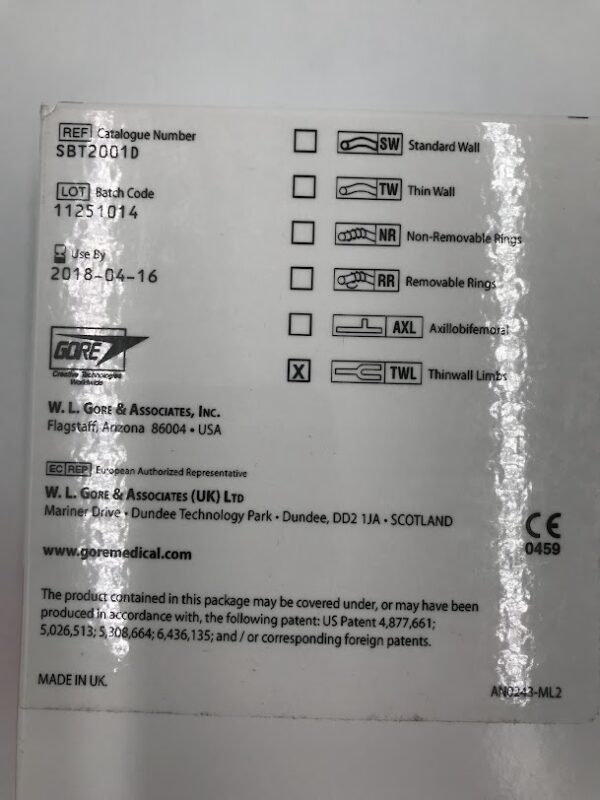 REF Catalogue Number
SBT2001D
LOT Batch Code
11251014
Use By
2018-04-16
GORE
Creative Technologies
Worldwide
SW Standard Wall
TW Thin Wall
NR Non-Removable Rings
RR Removable Rings
AXL Axillobifemoral
X TWL Thinwall Limbs
W. L. GORE & ASSOCIATES, INC.
Flagstaff, Arizona 86004 • USA
EC REP European Authorized Representative
W. L. GORE & ASSOCIATES (UK) LTD
Mariner Drive • Dundee Technology Park • Dundee, DD2 1JA • SCOTLAND
www.goremedical.com
CE
0459
The product contained in this package may be covered under, or may have been
produced in accordance with, the following patent: US Patent 4,877,661;
5,026,513; 5,308,664; 6,436,135; and / or corresponding foreign patents.
MADE IN UK.
AN0243-ML2